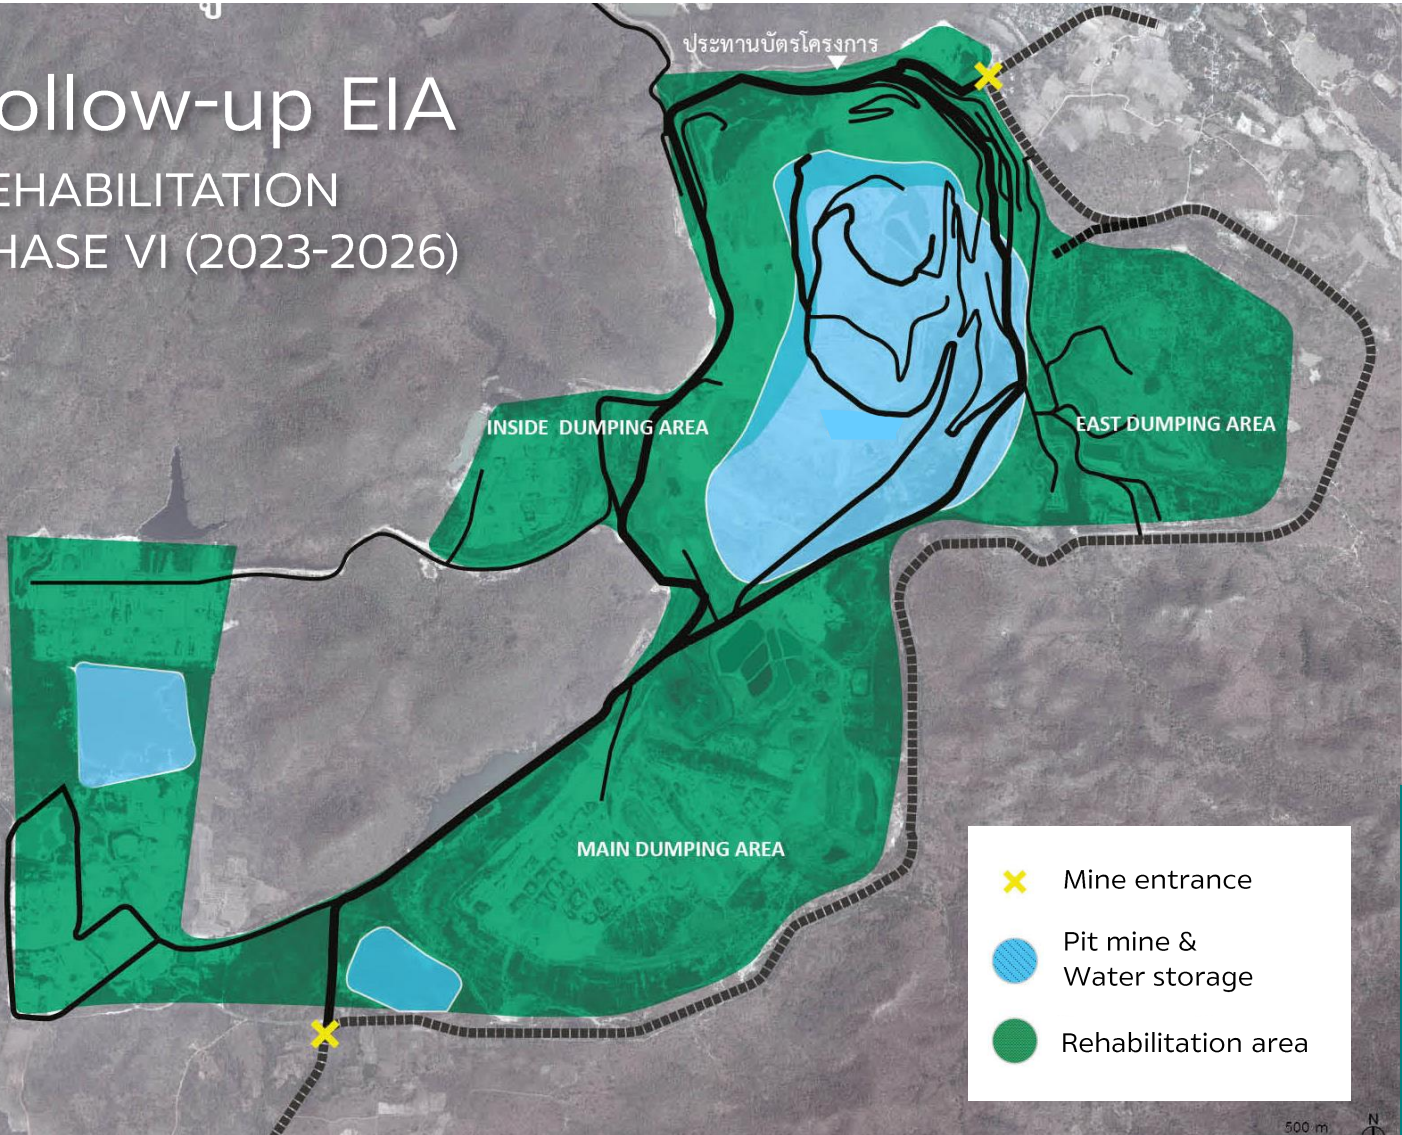 ollow-up EIA
EHABILITATION
HASE VI (2023-2026)
ประทานบัตรโครงการ
INSIDE DUMPING AREA
EAST DUMPING AREA
MAIN DUMPING AREA
Mine entrance
Pit mine &
Water storage
Rehabilitation area
500 m
N